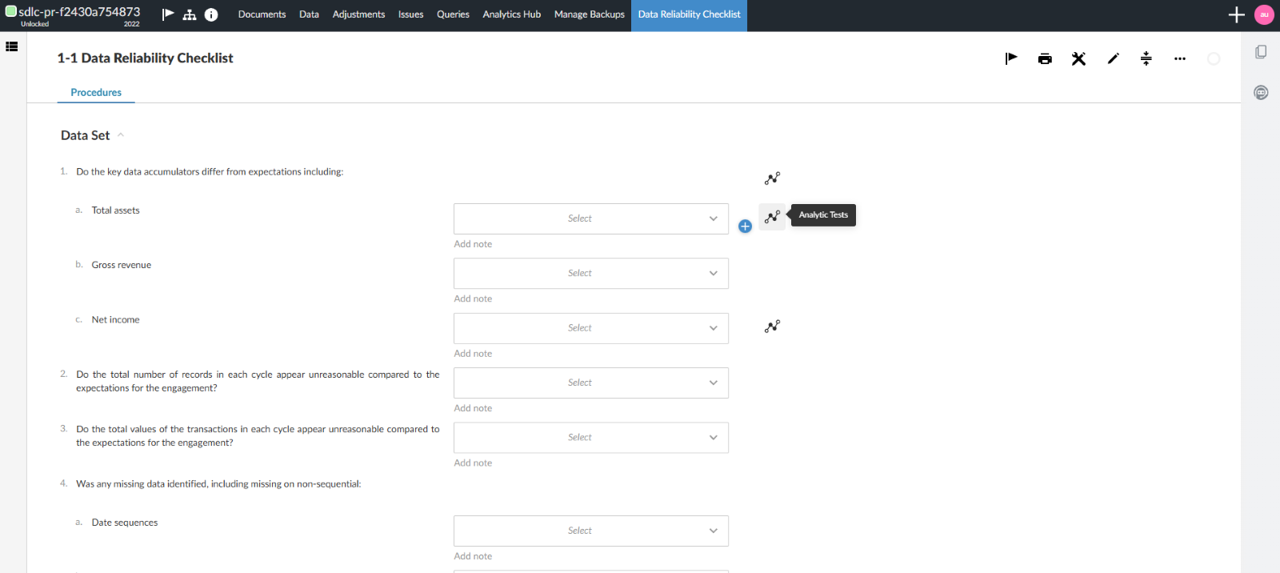 sdlc-pr-f2430a754873
Unlocked 2022
Documents Data Adjustments Issues Queries Analytics Hub Manage Backups Data Reliability Checklist
au
1-1 Data Reliability Checklist
Procedures
Data Set
1. Do the key data accumulators differ from expectations including:
a. Total assets
Select
Analytic Tests
Add note
b. Gross revenue
Select
Add note
c. Net income
Select
Add note
2. Do the total number of records in each cycle appear unreasonable compared to the
expectations for the engagement?
Select
Add note
3. Do the total values of the transactions in each cycle appear unreasonable compared to
the expectations for the engagement?
Select
Add note
4. Was any missing data identified, including missing on non-sequential:
a. Date sequences
Select
Add note